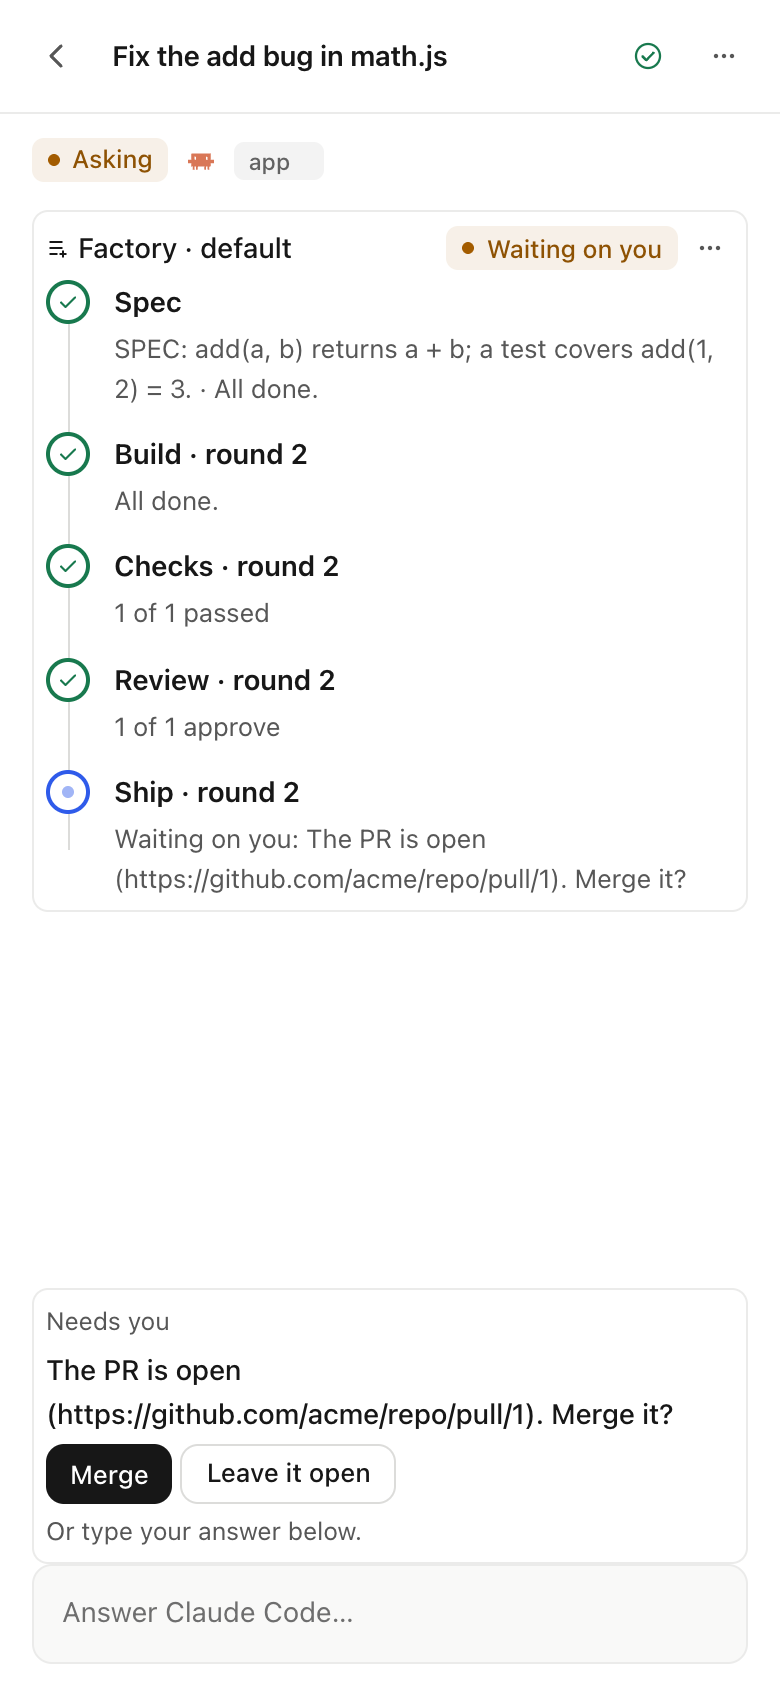 Fix the add bug in math.js
Asking
app
Factory · default
Waiting on you
Spec
SPEC: add(a, b) returns a + b; a test covers add(1,
2) = 3. · All done.
Build · round 2
All done.
Checks · round 2
1 of 1 passed
Review · round 2
1 of 1 approve
Ship · round 2
Waiting on you: The PR is open
(https://github.com/acme/repo/pull/1). Merge it?
Needs you
The PR is open
(https://github.com/acme/repo/pull/1). Merge it?
Merge
Leave it open
Or type your answer below.
Answer Claude Code...